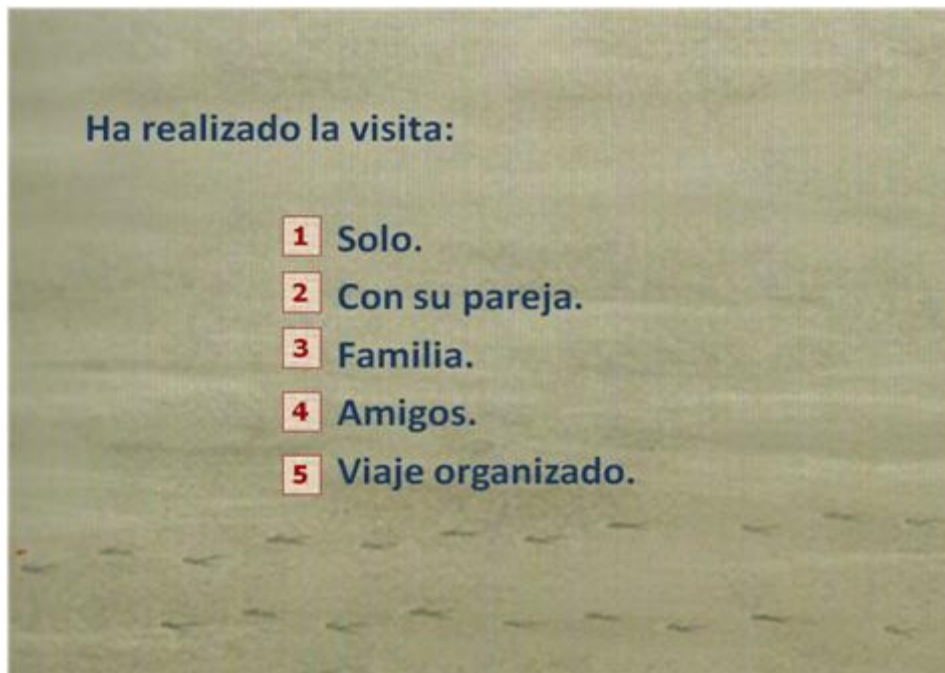 Ha realizado la visita:
1 Solo.
2 Con su pareja.
3 Familia.
4 Amigos.
5 Viaje organizado.